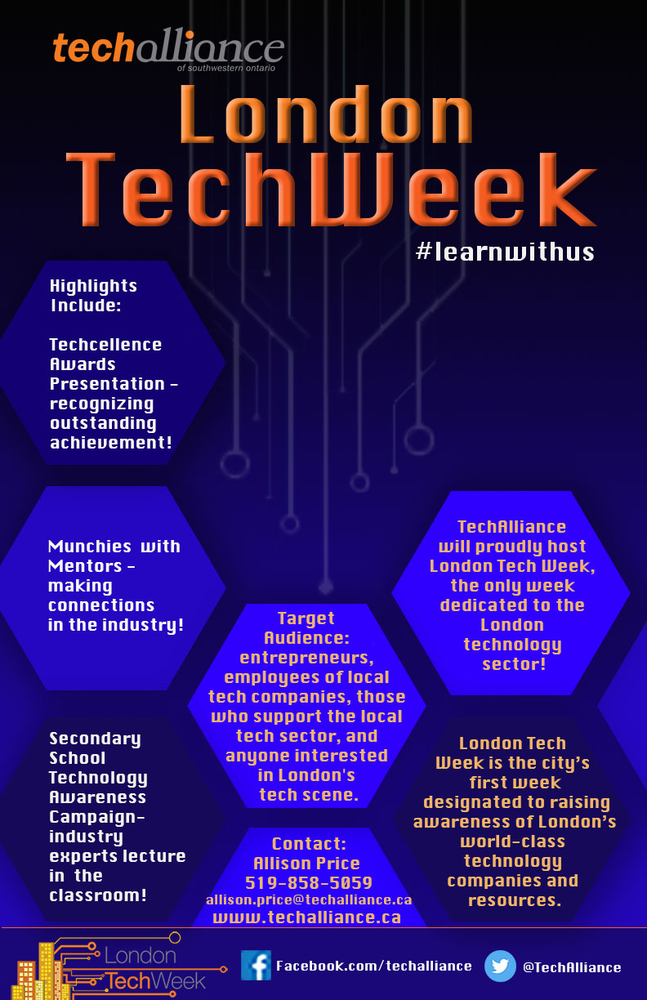 techalliance
of southwestern ontario
London
TechWeek
#learnwithus
Highlights
Include:
Techcellence
Awards
Presentation -
recognizing
outstanding
achievement!
Munchies with
Mentors -
making
connections
in the industry!
Secondary
School
Technology
Awareness
Campaign-
industry
experts lecture
in the
classroom!
Target
Audience:
entrepreneurs,
employees of local
tech companies, those
who support the local
tech sector, and
anyone interested
in London's
tech scene.
Contact:
Allison Price
519-858-5059
allison.price@techalliance.ca
www.techalliance.ca
TechAlliance
will proudly host
London Tech Week,
the only week
dedicated to the
London
technology
sector!
London Tech
Week is the city’s
first week
designated to raising
awareness of London’s
world-class
technology
companies and
resources.
London
TechWeek
Facebook.com/techalliance
@TechAlliance